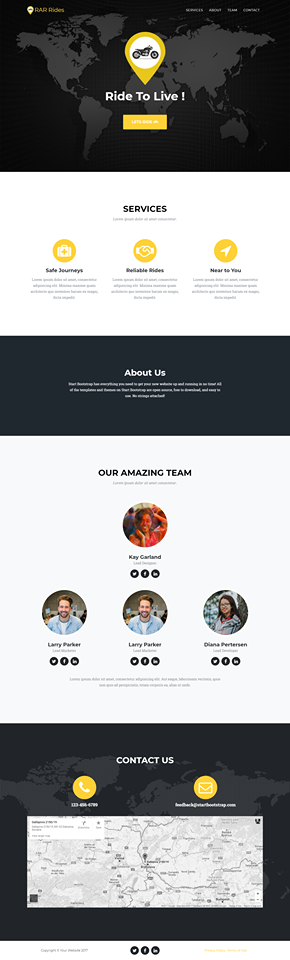 RAR Rides
SERVICES ABOUT TEAM CONTACT
Ride To Live !
LETS RIDE
SERVICES
Lorem ipsum dolor sit amet consectetur.
Safe Journeys
Lorem ipsum dolor sit amet, consectetur
adipisicing elit. Minima maxime quam
architecto quo inventore harum ex magni,
dicta impedit.
Reliable Rides
Lorem ipsum dolor sit amet, consectetur
adipisicing elit. Minima maxime quam
architecto quo inventore harum ex magni,
dicta impedit.
Near to You
Lorem ipsum dolor sit amet, consectetur
adipisicing elit. Minima maxime quam
architecto quo inventore harum ex magni,
dicta impedit.
About Us
Start Bootstrap has everything you need to get your new website up and running in no time! All
of the templates and themes on Start Bootstrap are open source, free to download, and easy to
use. No strings attached!
OUR AMAZING TEAM
Lorem ipsum dolor sit amet consectetur.
Kay Garland
Lead Designer
Larry Parker
Lead Marketer
Larry Parker
Lead Marketer
Diana Pertersen
Lead Developer
Lorem ipsum dolor sit amet, consectetur adipisicing elit. Aut eaque, laboriosam veritatis, quos
non quis ad perspiciatis, totam corporis ea, alias ut unde.
CONTACT US
123-456-6789
feedback@startbootstrap.com
Copyright © Your Website 2017
Privacy Policy Terms of Use